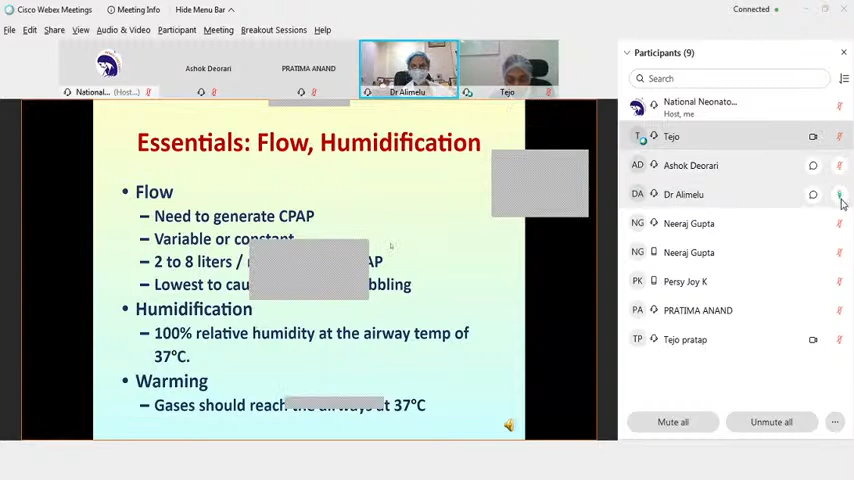 Cisco Webex Meetings
Meeting Info
Hide Menu Bar
Connected
File Edit Share View Audio & Video Participant Meeting Breakout Sessions Help
Ashok Deorari
PRATIMA ANAND
National... (Host...
Dr Alimelu
Tejo
Essentials: Flow, Humidification
• Flow
– Need to generate CPAP
– Variable or constant
– 2 to 8 liters /
– Lowest to bbling
• Humidification
– 100% relative humidity at the airway temp of
37°C.
• Warming
– Gases should reach the airways at 37°C
Participants (9)
Search
National Neonato...
Host, me
T Tejo
AD Ashok Deorari
DA Dr Alimelu
NG Neeraj Gupta
NG Neeraj Gupta
PK Persy Joy K
PA PRATIMA ANAND
TP Tejo pratap
Mute all
Unmute all